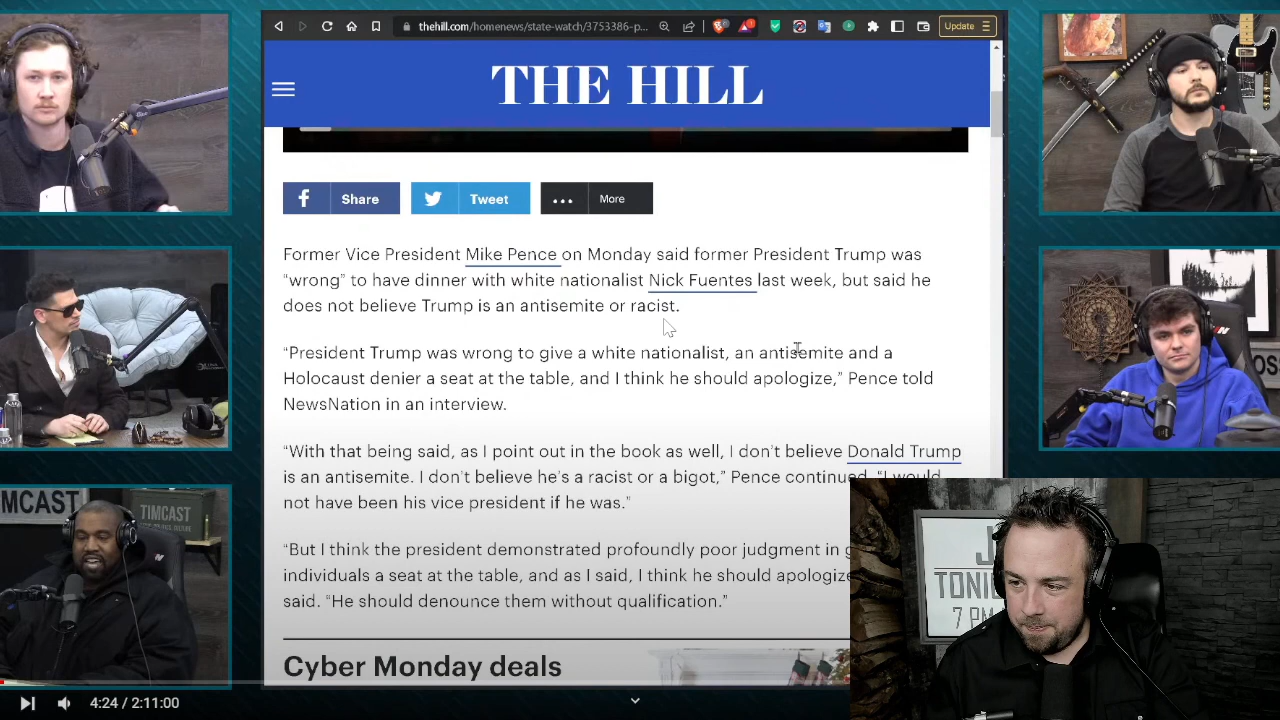 thehill.com/homenews/state-watch/3753386-p...
Update
THE HILL
Share
Tweet
More
Former Vice President Mike Pence on Monday said former President Trump was
“wrong” to have dinner with white nationalist Nick Fuentes last week, but said he
does not believe Trump is an antisemite or racist.
“President Trump was wrong to give a white nationalist, an antisemite and a
Holocaust denier a seat at the table, and I think he should apologize,” Pence told
NewsNation in an interview.
“With that being said, as I point out in the book as well, I don’t believe Donald Trump
is an antisemite. I don’t believe he’s a racist or a bigot,” Pence continued. “I would
not have been his vice president if he was.”
“But I think the president demonstrated profoundly poor judgment in
individuals a seat at the table, and as I said, I think he should apologize
said. “He should denounce them without qualification.”
Cyber Monday deals
TIMCAST
TIMCAST
TONI
7 PM
4:24 / 2:11:00